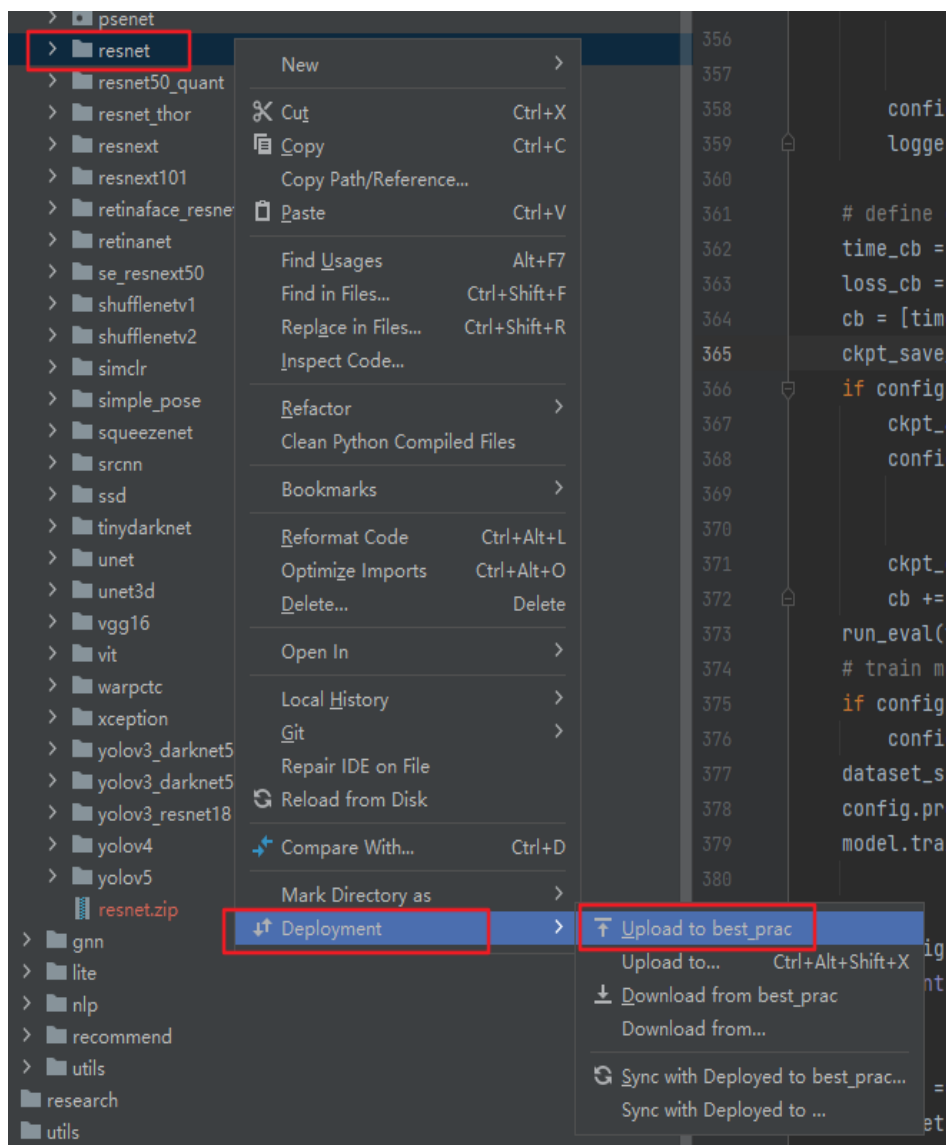 psenet
resnet
resnet50_quant
resnet_thor
resnext
resnext101
retinaface_resne
retinanet
se_resnext50
shufflenetv1
shufflenetv2
simclr
simple_pose
squeezenet
srcnn
ssd
tinydarknet
unet
unet3d
vgg16
vit
warpctc
xception
yolov3_darknet5
yolov3_darknet5
yolov3_resnet18
yolov4
yolov5
resnet.zip
gnn
lite
nlp
recommend
utils
research
utils
New
Cut Ctrl+X
Copy Ctrl+C
Copy Path/Reference...
Paste Ctrl+V
Find Usages Alt+F7
Find in Files... Ctrl+Shift+F
Replace in Files... Ctrl+Shift+R
Inspect Code...
Refactor
Clean Python Compiled Files
Bookmarks
Reformat Code Ctrl+Alt+L
Optimize Imports Ctrl+Alt+O
Delete... Delete
Open In
Local History
Git
Repair IDE on File
Reload from Disk
Compare With... Ctrl+D
Mark Directory as
Deployment
Upload to best_prac
Upload to... Ctrl+Alt+Shift+X
Download from best_prac
Download from...
Sync with Deployed to best_prac...
Sync with Deployed to ...
356
357
358 confi
359 logge
360
361 # define
362 time_cb =
363 loss_cb =
364 cb = [tim
365 ckpt_save
366 if config
367 ckpt_
368 confi
369
370
371 ckpt_
372 cb +=
373 run_eval(
374 # train m
375 if config
376 confi
377 dataset_s
378 config.pr
379 model.tra
380
ig
nt
=
et